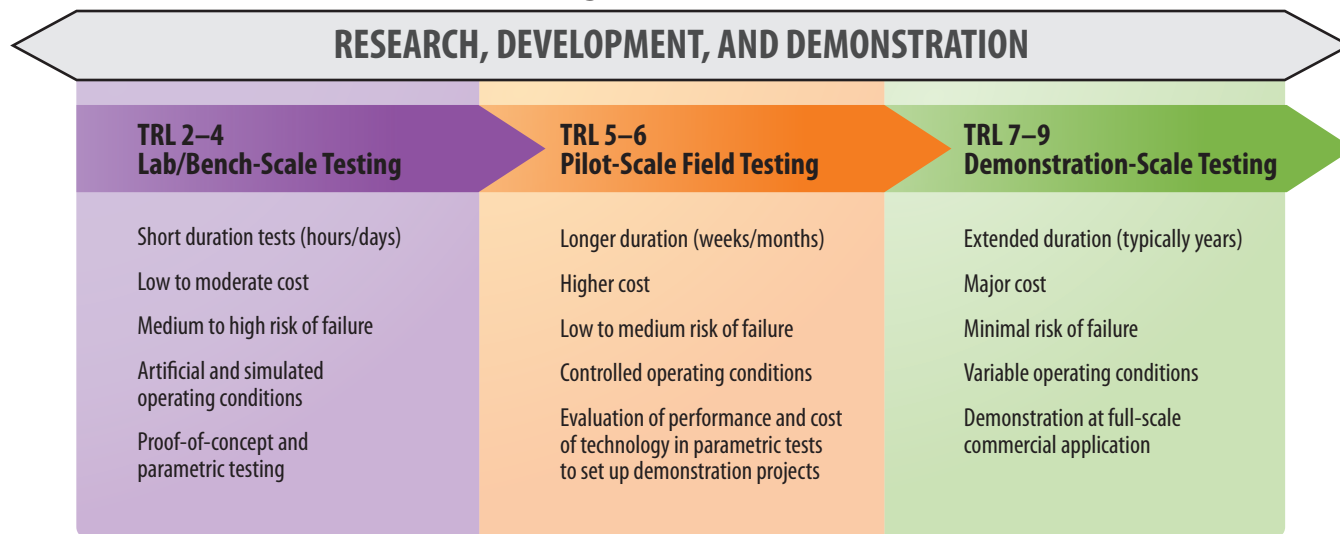 RESEARCH, DEVELOPMENT, AND DEMONSTRATION
TRL 2–4
Lab/Bench-Scale Testing
Short duration tests (hours/days)
Low to moderate cost
Medium to high risk of failure
Artificial and simulated
operating conditions
Proof-of-concept and
parametric testing
TRL 5–6
Pilot-Scale Field Testing
Longer duration (weeks/months)
Higher cost
Low to medium risk of failure
Controlled operating conditions
Evaluation of performance and cost
of technology in parametric tests
to set up demonstration projects
TRL 7–9
Demonstration-Scale Testing
Extended duration (typically years)
Major cost
Minimal risk of failure
Variable operating conditions
Demonstration at full-scale
commercial application